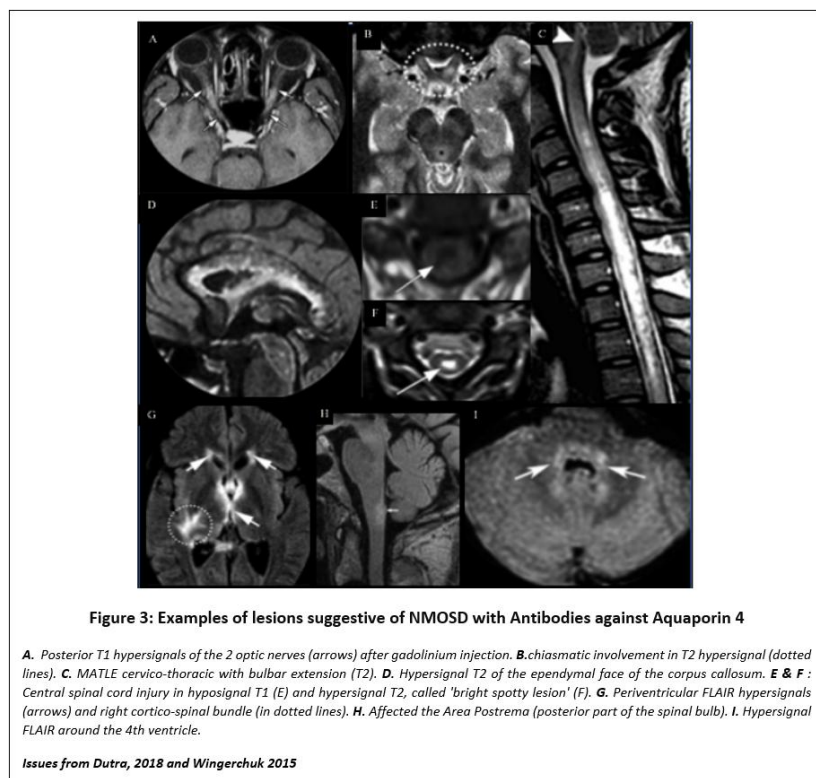 A
B
C
D
E
F
G
H
I
Figure 3: Examples of lesions suggestive of NMOSD with Antibodies against Aquaporin 4
A. Posterior T1 hypersignals of the 2 optic nerves (arrows) after gadolinium injection. B.chiasmatic involvement in T2 hypersignal (dotted
lines). C. MATLE cervico-thoracic with bulbar extension (T2). D. Hypersignal T2 of the ependymal face of the corpus callosum. E & F :
Central spinal cord injury in hyposignal T1 (E) and hypersignal T2, called 'bright spotty lesion' (F). G. Periventricular FLAIR hypersignals
(arrows) and right cortico-spinal bundle (in dotted lines). H. Affected the Area Postrema (posterior part of the spinal bulb). I. Hypersignal
FLAIR around the 4th ventricle.
Issues from Dutra, 2018 and Wingerchuk 2015